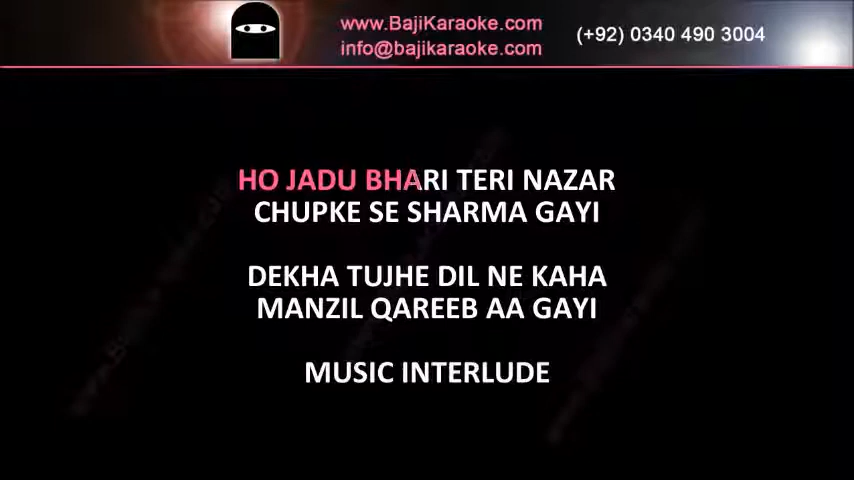 www.BajiKaraoke.com
info@bajikaraoke.com
(+92) 0340 490 3004
HO JADU BHARI TERI NAZAR
CHUPKE SE SHARMA GAYI
DEKHA TUJHE DIL NE KAHA
MANZIL QAREEB AA GAYI
MUSIC INTERLUDE